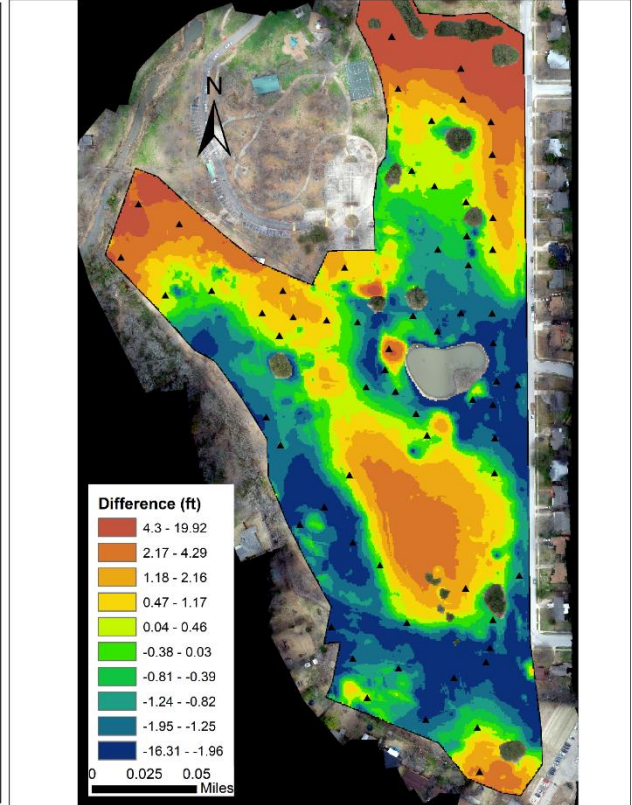 N
Difference (ft)
4.3 - 19.92
2.17 - 4.29
1.18 - 2.16
0.47 - 1.17
0.04 - 0.46
-0.38 - 0.03
-0.81 - -0.39
-1.24 - -0.82
-1.95 - -1.25
-16.31 - -1.96
0 0.025 0.05
Miles